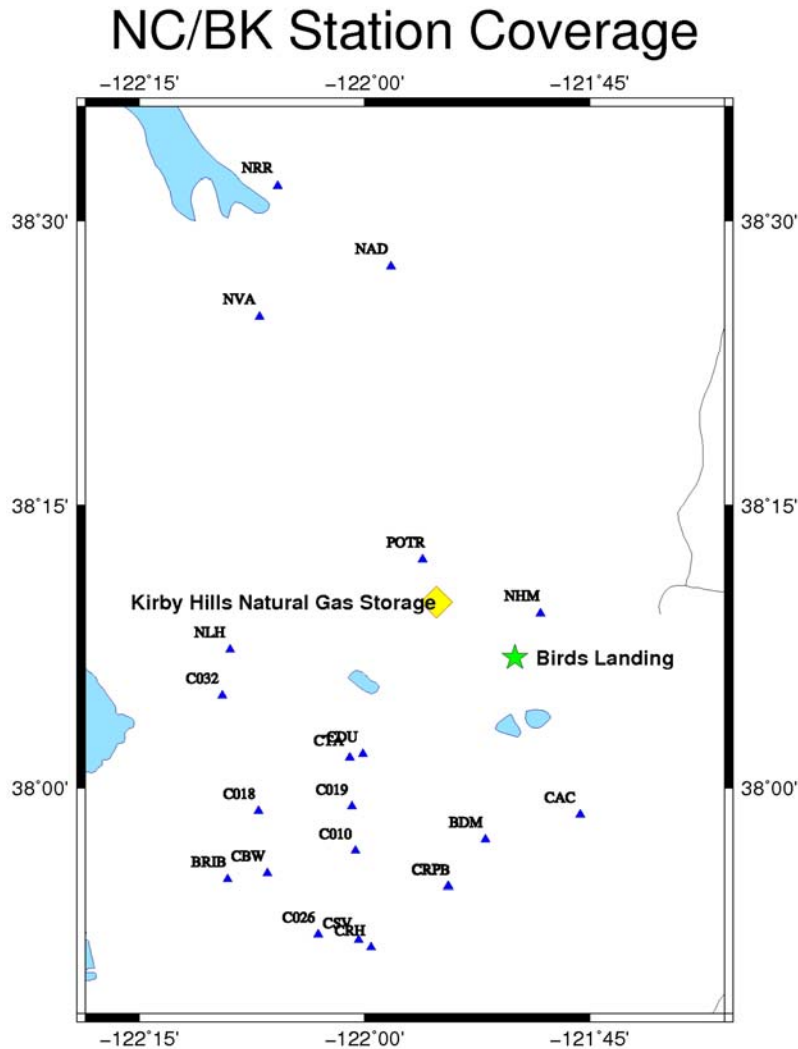 NC/BK Station Coverage
−122˚15' −122˚00' −121˚45'
NRR
38˚30' 38˚30'
NAD
NVA
38˚15' 38˚15'
POTR
NHM
Kirby Hills Natural Gas Storage
NLH
Birds Landing
C032
CDU
CTA
38˚00' 38˚00'
C018
C019
CAC
BDM
C010
CBW
BRIB
CRPB
C026
CSV
CRH
−122˚15' −122˚00' −121˚45'